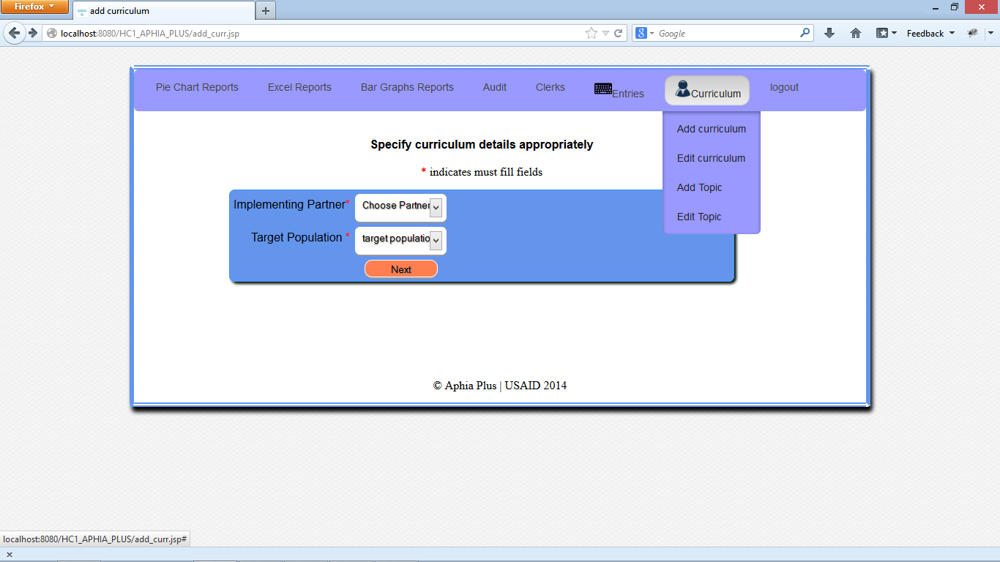 Firefox
add curriculum
localhost:8080/HC1_APHIA_PLUS/add_curr.jsp
Google
Feedback
Pie Chart Reports Excel Reports Bar Graphs Reports Audit Clerks Entries Curriculum logout
Add curriculum
Edit curriculum
Add Topic
Edit Topic
Specify curriculum details appropriately
* indicates must fill fields
Implementing Partner* Choose Partner
Target Population * target populatio
Next
© Aphia Plus | USAID 2014
localhost:8080/HC1_APHIA_PLUS/add_curr.jsp#